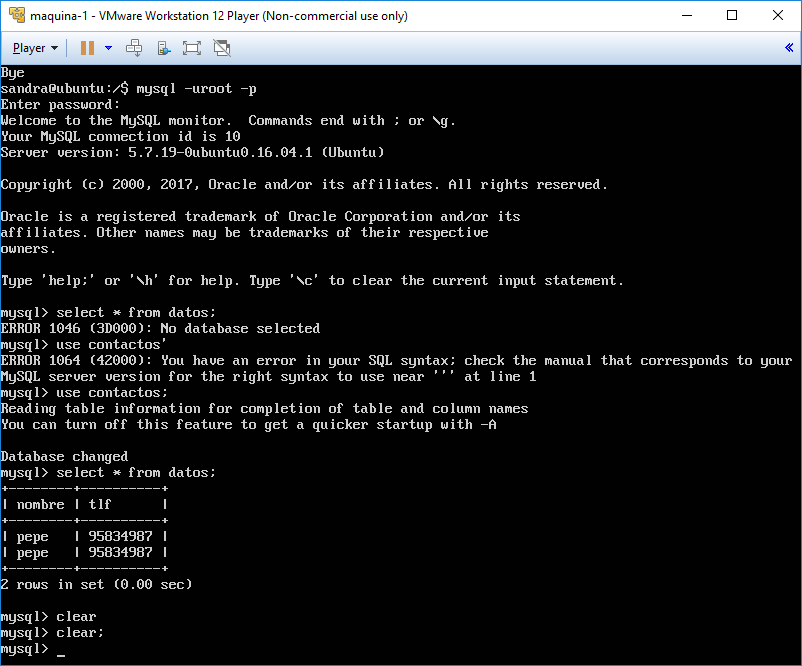 maquina-1 - VMware Workstation 12 Player (Non-commercial use only)
Player
Bye
sandra@ubuntu:/$ mysql -uroot -p
Enter password:
Welcome to the MySQL monitor.  Commands end with ; or \g.
Your MySQL connection id is 10
Server version: 5.7.19-0ubuntu0.16.04.1 (Ubuntu)
Copyright (c) 2000, 2017, Oracle and/or its affiliates. All rights reserved.
Oracle is a registered trademark of Oracle Corporation and/or its
affiliates. Other names may be trademarks of their respective
owners.
Type 'help;' or '\h' for help. Type '\c' to clear the current input statement.
mysql> select * from datos;
ERROR 1046 (3D000): No database selected
mysql> use contactos'
ERROR 1064 (42000): You have an error in your SQL syntax; check the manual that corresponds to your
MySQL server version for the right syntax to use near ''' at line 1
mysql> use contactos;
Reading table information for completion of table and column names
You can turn off this feature to get a quicker startup with -A
Database changed
mysql> select * from datos;
+--------+----------+
| nombre | tlf      |
+--------+----------+
| pepe   | 95834987 |
| pepe   | 95834987 |
+--------+----------+
2 rows in set (0.00 sec)
mysql> clear
mysql> clear;
mysql> _